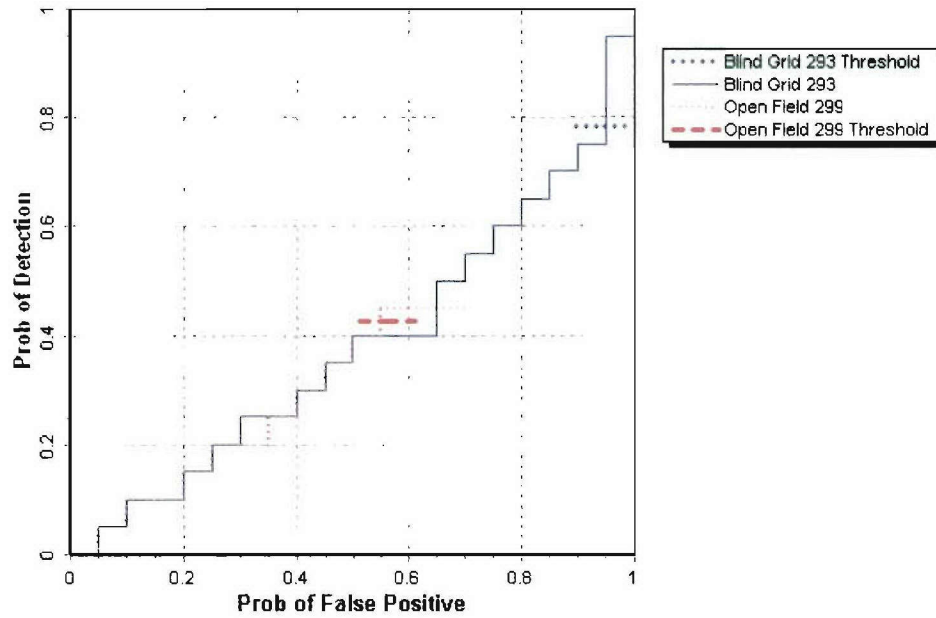 1
0.8
0.6
0.4
0.2
0
Prob of Detection
0 0.2 0.4 0.6 0.8 1
Prob of False Positive
Blind Grid 293 Threshold
Blind Grid 293
Open Field 299
Open Field 299 Threshold